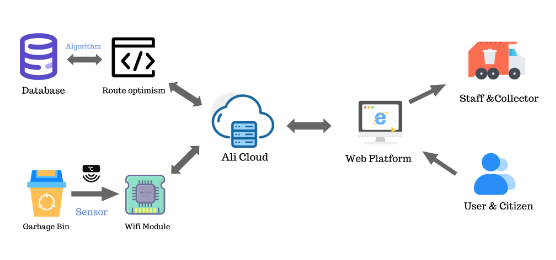 Algorithm
Database
Route optimism
Ali Cloud
Web Platform
Staff &Collector
User & Citizen
°C
Sensor
Garbage Bin
Wifi Module